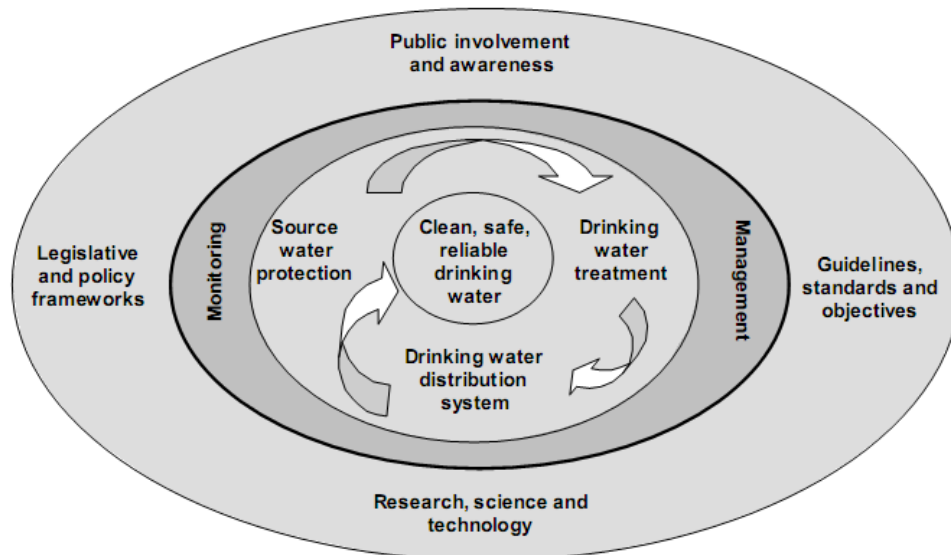 Public involvement
and awareness
Legislative
and policy
frameworks
Monitoring
Source
water
protection
Clean, safe,
reliable
drinking
water
Drinking
water
treatment
Management
Guidelines,
standards and
objectives
Drinking water
distribution
system
Research, science and
technology